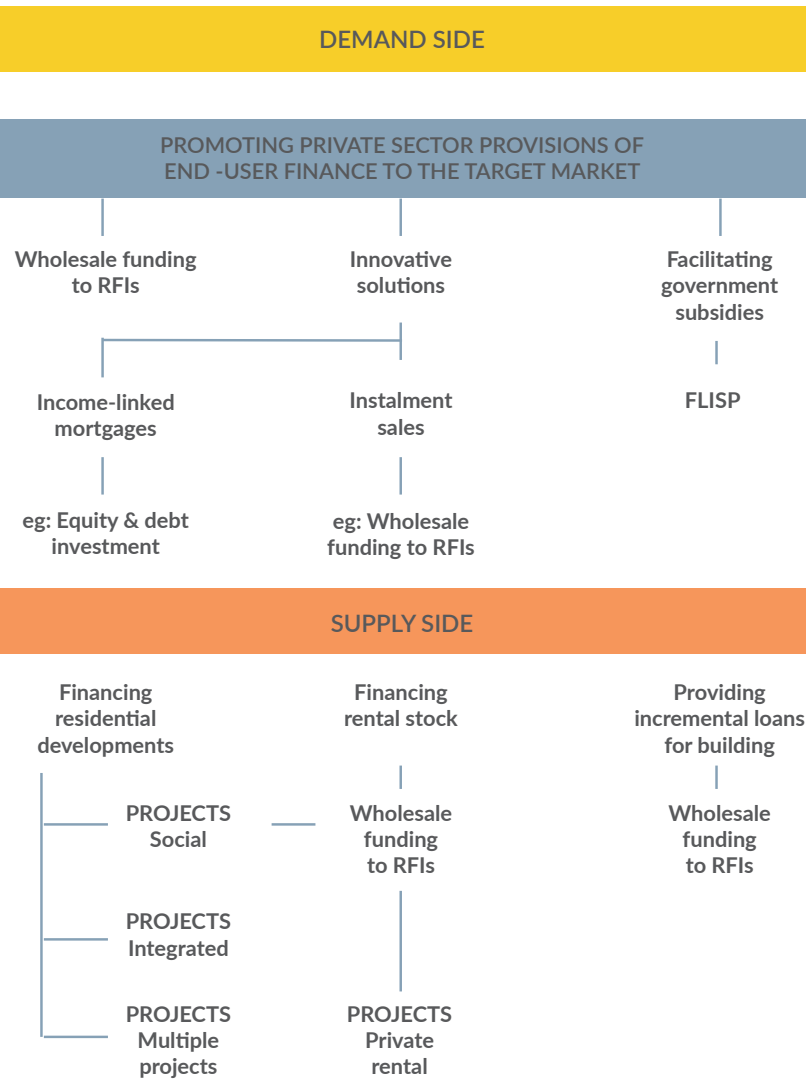 DEMAND SIDE
PROMOTING PRIVATE SECTOR PROVISIONS OF
END -USER FINANCE TO THE TARGET MARKET
Wholesale funding
to RFIs
Innovative
solutions
Facilitating
government
subsidies
Income-linked
mortgages
Instalment
sales
FLISP
eg: Equity & debt
investment
eg: Wholesale
funding to RFIs
SUPPLY SIDE
Financing
residential
developments
Financing
rental stock
Providing
incremental loans
for building
PROJECTS
Social
Wholesale
funding
to RFIs
Wholesale
funding
to RFIs
PROJECTS
Integrated
PROJECTS
Multiple
projects
PROJECTS
Private
rental